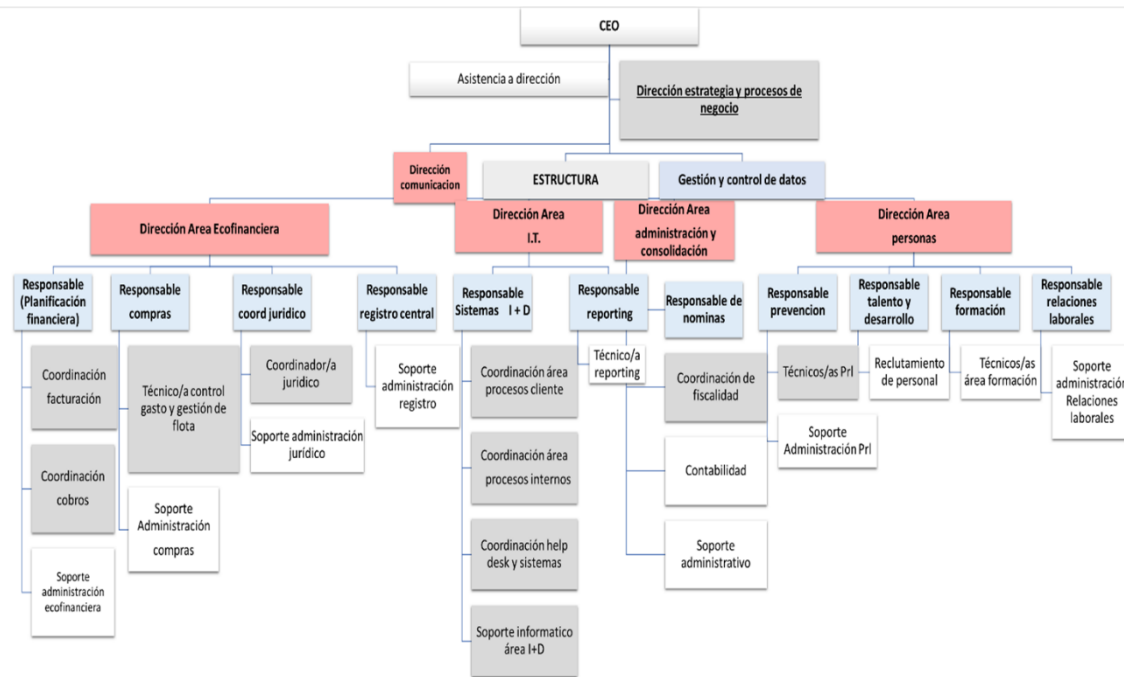 CEO
Asistencia a dirección
Dirección estrategia y procesos de
negocio
Dirección
comunicacion
ESTRUCTURA
Gestión y control de datos
Dirección Area Ecofinanciera
Dirección Area
I.T.
Dirección Area
administración y
consolidación
Dirección Area
personas
Responsable
(Planificación
financiera)
Responsable
compras
Responsable
coord juridico
Responsable
registro central
Responsable
Sistemas I + D
Responsable
reporting
Responsable de
nominas
Responsable
prevencion
Responsable
talento y
desarrollo
Responsable
formación
Responsable
relaciones
laborales
Coordinación
facturación
Coordinación
cobros
Soporte
administración
ecofinanciera
Técnico/a control
gasto y gestión de
flota
Soporte
Administración
compras
Coordinador/a
juridico
Soporte administración
jurídico
Soporte
administración
registro
Coordinación área
procesos cliente
Coordinación área
procesos internos
Coordinación help
desk y sistemas
Soporte informatico
área I+D
Técnico/a
reporting
Coordinación de
fiscalidad
Contabilidad
Soporte
administrativo
Técnicos/as Prl
Soporte
Administración Prl
Reclutamiento
de personal
Técnicos/as
área formación
Soporte
administración
Relaciones
laborales